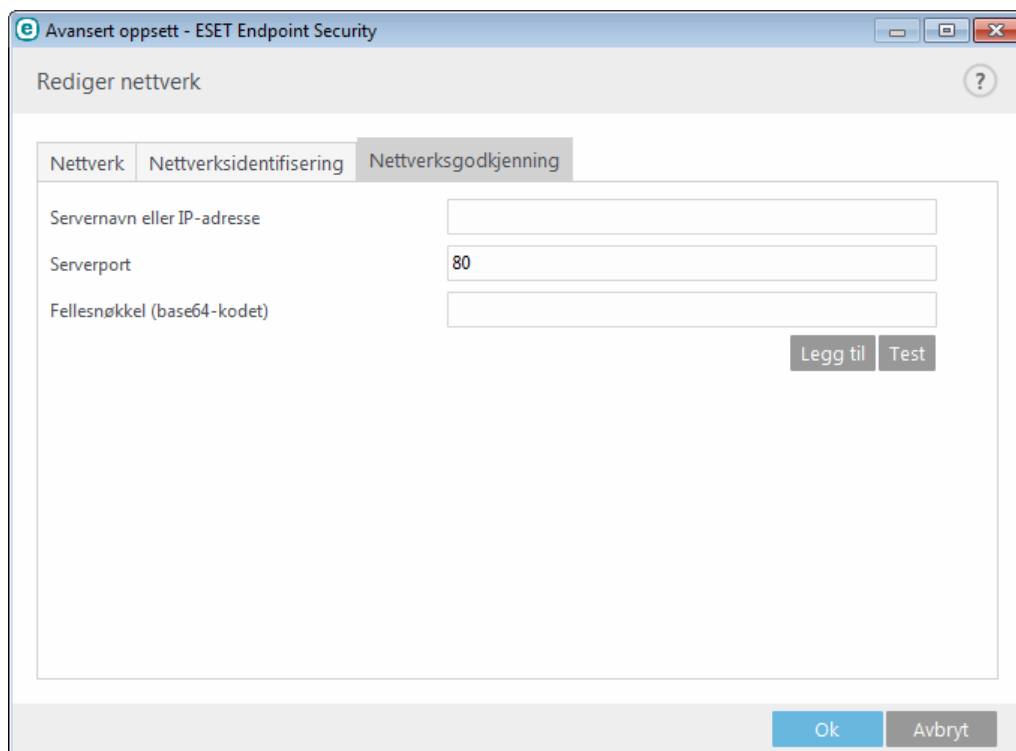 Avansert oppsett - ESET Endpoint Security
Rediger nettverk
?
Nettverk Nettverksidentifisering Nettverksgodkjenning
Servernavn eller IP-adresse
Serverport 80
Fellesnøkkel (base64-kodet)
Legg til Test
Ok Avbryt